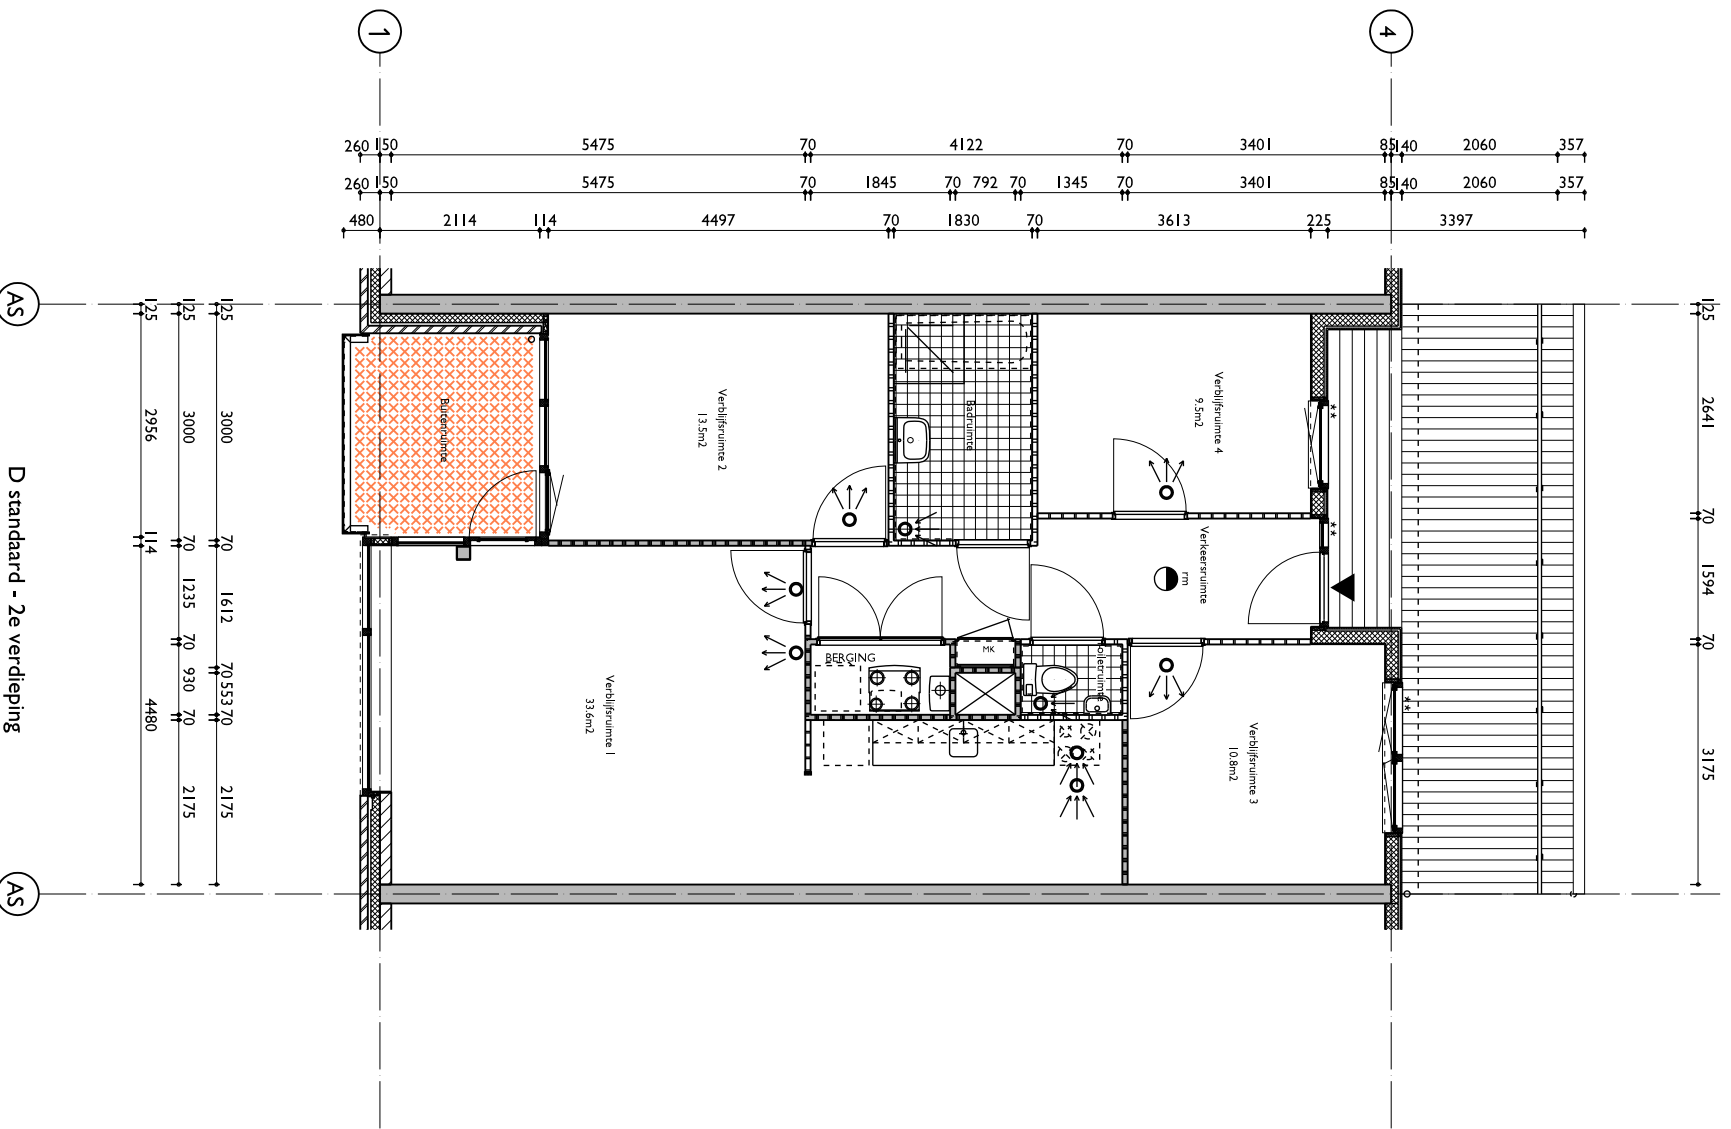 1
4
260 150 5475 70 4122 70 3401 85 140 2060 357
260 150 5475 70 1845 70 792 70 1345 70 3401 85 140 2060 357
480 2114 114 4497 70 1830 70 3613 225 3397
AS
AS
125 3000 70 1612 70 553 70 2175
125 3000 70 1235 70 930 70 2175
125 2956 114 4480
125 2641 70 1594 70 3175
Buitenruimte
Verblijfsruimte 2
13.5m2
Badruimte
Verblijfsruimte 4
9.5m2
**
**
Verkeersruimte
rm
BERGING
MK
oiletruimte
Verblijfsruimte 1
33.6m2
Verblijfsruimte 3
10.8m2
**
D standaard - 2e verdieping